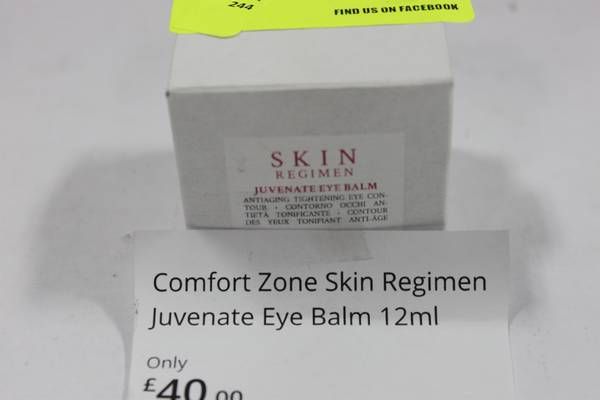 244
FIND US ON FACEBOOK
SKIN
REGIMEN
JUVENATE EYE BALM
ANTIAGING TIGHTENING EYE CON-
TOUR • CONTORNO OCCHI AN-
TIETÀ TONIFICANTE • CONTOUR
DES YEUX TONIFIANT ANTI-ÂGE
Comfort Zone Skin Regimen
Juvenate Eye Balm 12ml
Only
£40.00